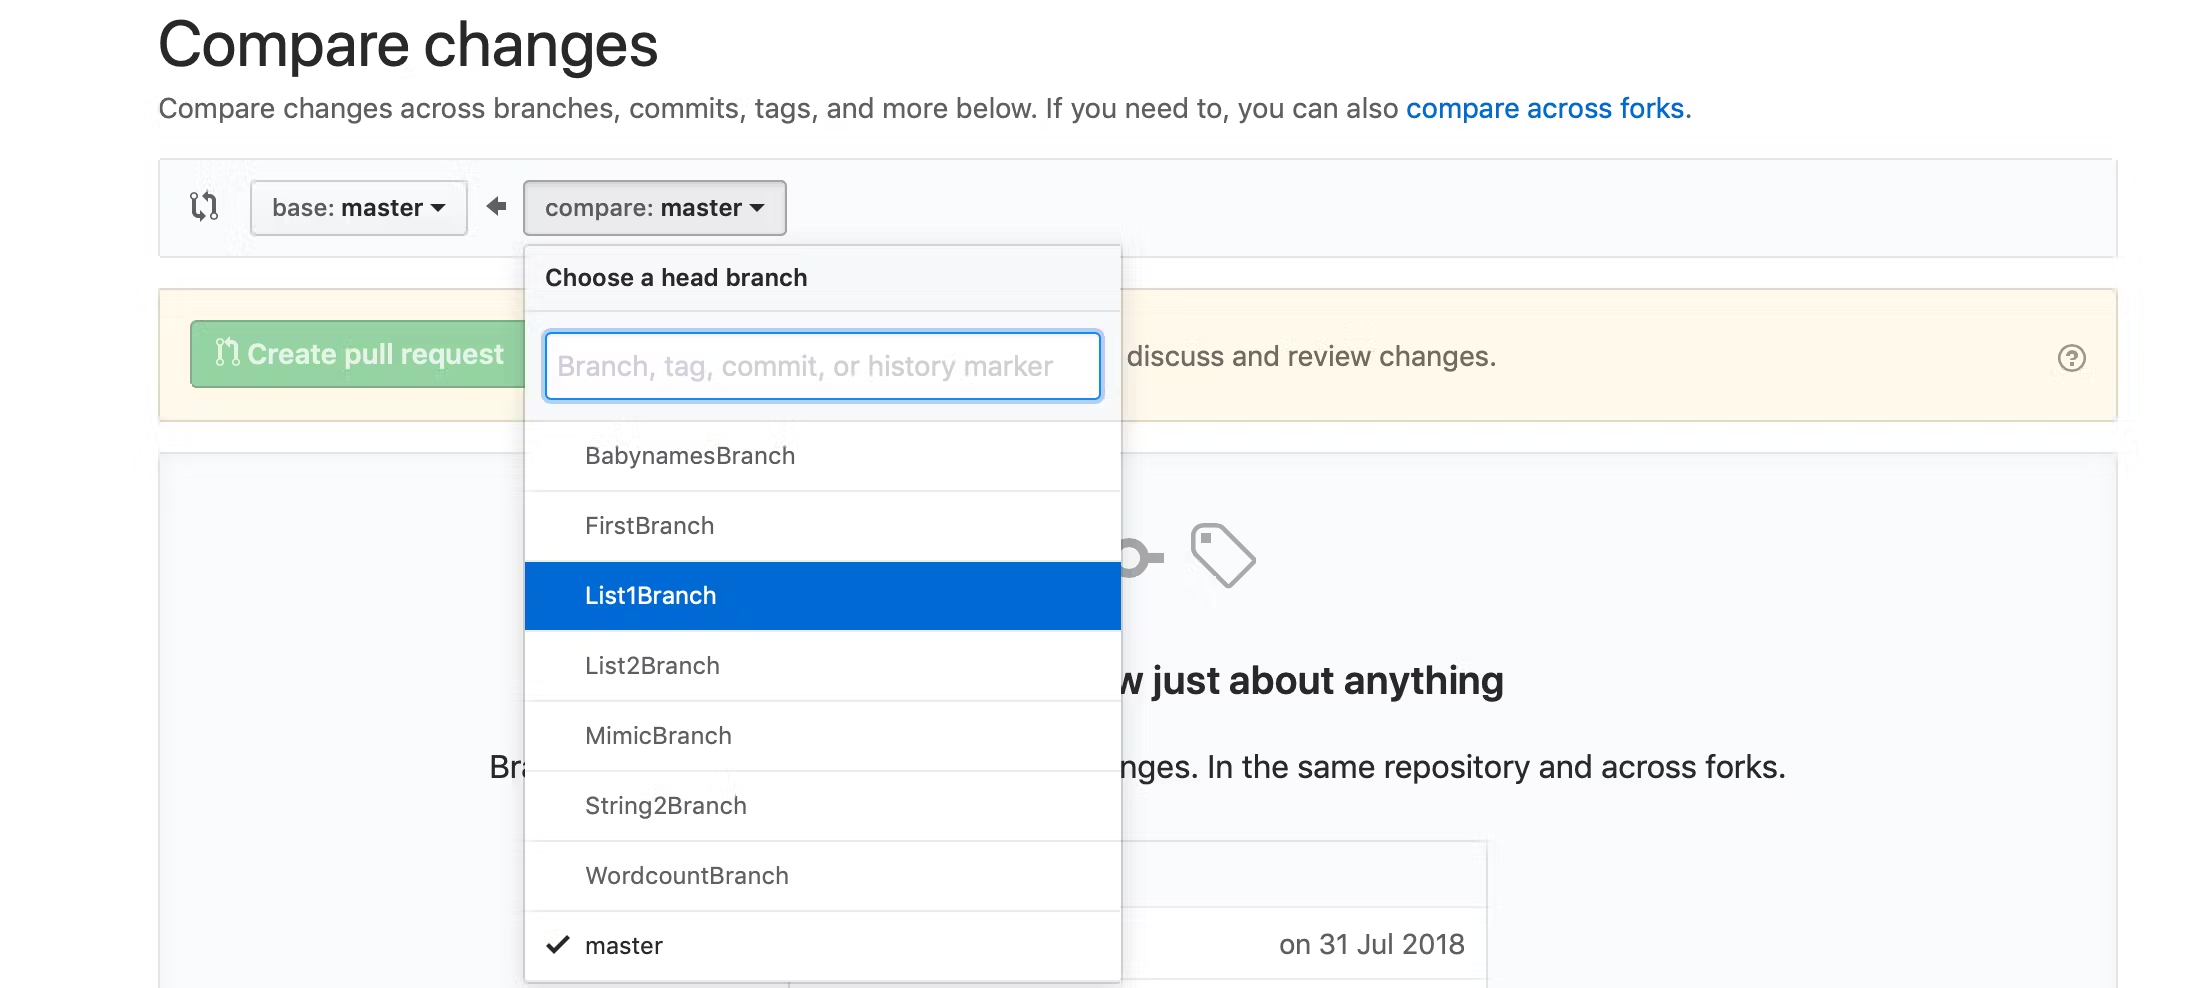 Compare changes
Compare changes across branches, commits, tags, and more below. If you need to, you can also compare across forks.
base: master compare: master
Choose a head branch
Create pull request discuss and review changes.
Branch, tag, commit, or history marker
BabynamesBranch
FirstBranch
List1Branch
List2Branch
just about anything
MimicBranch
In the same repository and across forks.
String2Branch
WordcountBranch
master
on 31 Jul 2018